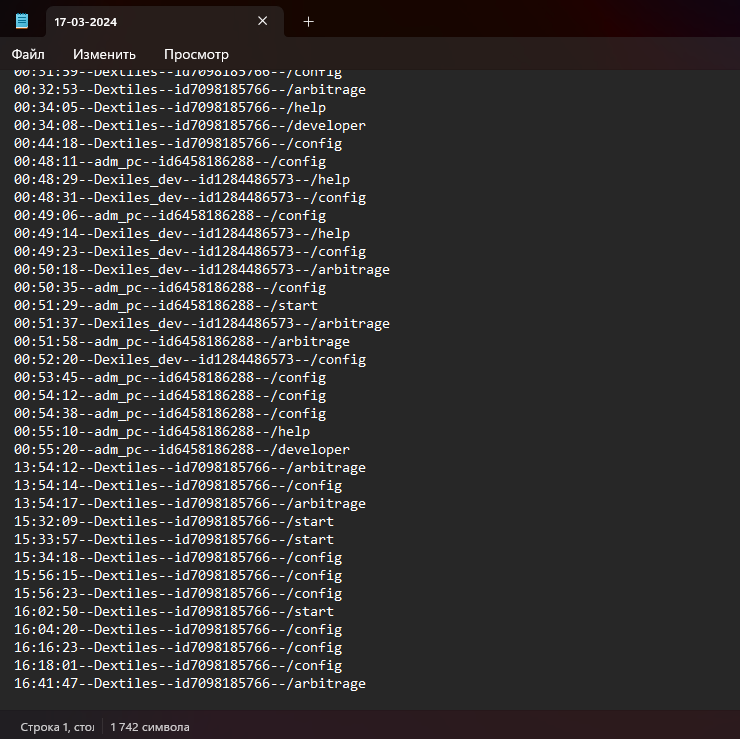 17-03-2024
Файл Изменить Просмотр
00:31:59--Dextiles--id7098185766--/config
00:32:53--Dextiles--id7098185766--/arbitrage
00:34:05--Dextiles--id7098185766--/help
00:34:08--Dextiles--id7098185766--/developer
00:44:18--Dextiles--id7098185766--/config
00:48:11--adm_pc--id6458186288--/config
00:48:29--Dexiles_dev--id1284486573--/help
00:48:31--Dexiles_dev--id1284486573--/config
00:49:06--adm_pc--id6458186288--/config
00:49:14--Dexiles_dev--id1284486573--/help
00:49:23--Dexiles_dev--id1284486573--/config
00:50:18--Dexiles_dev--id1284486573--/arbitrage
00:50:35--adm_pc--id6458186288--/config
00:51:29--adm_pc--id6458186288--/start
00:51:37--Dexiles_dev--id1284486573--/arbitrage
00:51:58--adm_pc--id6458186288--/arbitrage
00:52:20--Dexiles_dev--id1284486573--/config
00:53:45--adm_pc--id6458186288--/config
00:54:12--adm_pc--id6458186288--/config
00:54:38--adm_pc--id6458186288--/config
00:55:10--adm_pc--id6458186288--/help
00:55:20--adm_pc--id6458186288--/developer
13:54:12--Dextiles--id7098185766--/arbitrage
13:54:14--Dextiles--id7098185766--/config
13:54:17--Dextiles--id7098185766--/arbitrage
15:32:09--Dextiles--id7098185766--/start
15:33:57--Dextiles--id7098185766--/start
15:34:18--Dextiles--id7098185766--/config
15:56:15--Dextiles--id7098185766--/config
15:56:23--Dextiles--id7098185766--/config
16:02:50--Dextiles--id7098185766--/start
16:04:20--Dextiles--id7098185766--/config
16:16:23--Dextiles--id7098185766--/config
16:18:01--Dextiles--id7098185766--/config
16:41:47--Dextiles--id7098185766--/arbitrage
Строка 1, сто 1 742 символа